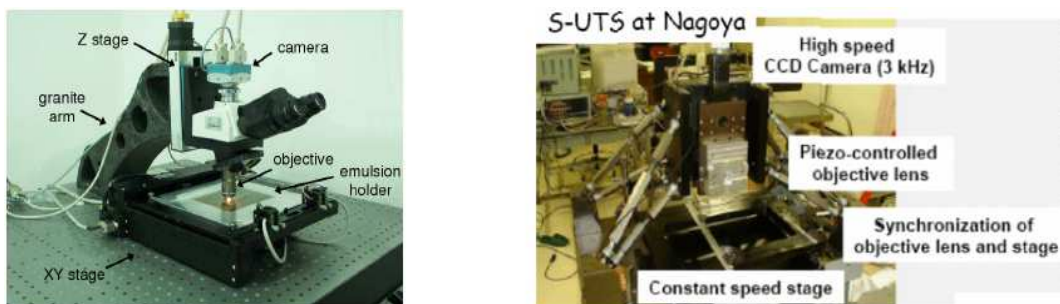 Z stage
camera
granite
arm
objective
emulsion
holder
XY stage
S-UTS at Nagoya
High speed
CCD Camera (3 kHz)
Piezo-controlled
objective lens
Synchronization of
objective lens and stage
Constant speed stage